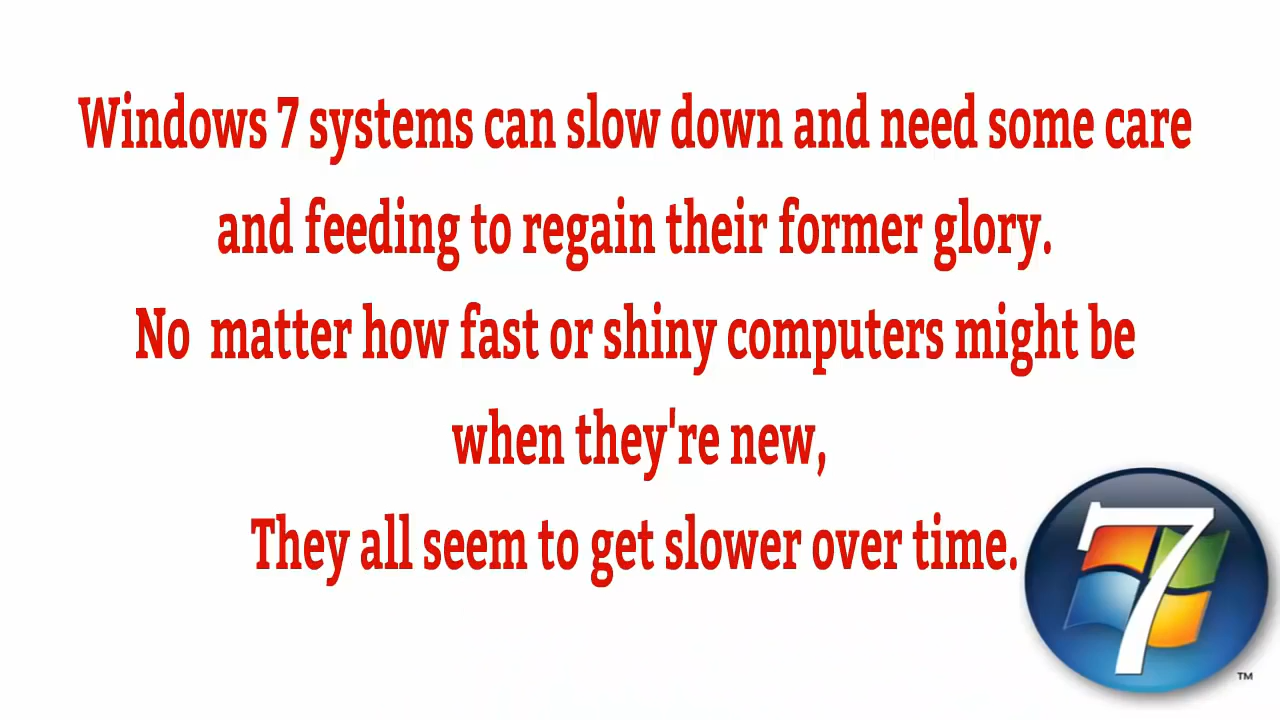 Windows 7 systems can slow down and need some care
and feeding to regain their former glory.
No  matter how fast or shiny computers might be
when they're new,
They all seem to get slower over time.
7
TM